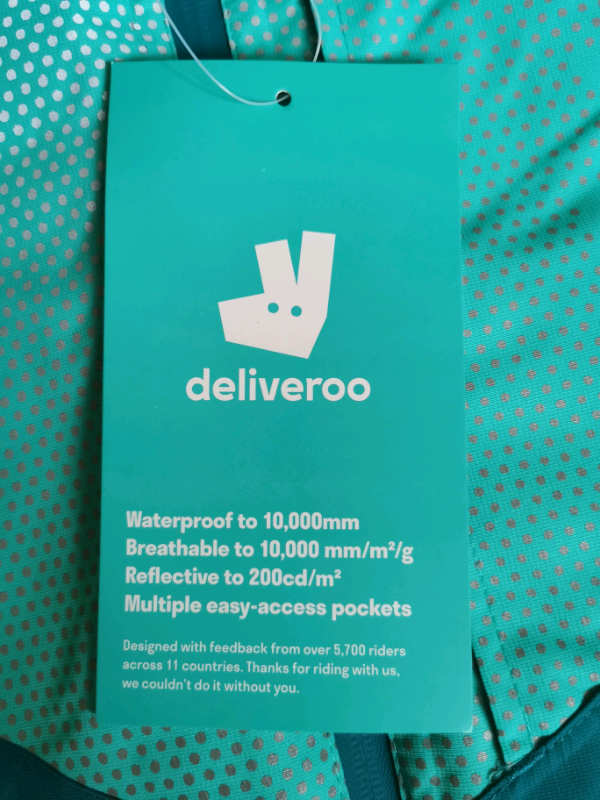 deliveroo
Waterproof to 10,000mm
Breathable to 10,000 mm/m²/g
Reflective to 200cd/m²
Multiple easy-access pockets
Designed with feedback from over 5,700 riders
across 11 countries. Thanks for riding with us,
we couldn't do it without you.